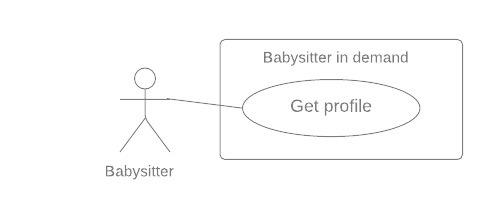 Babysitter in demand
Get profile
Babysitter